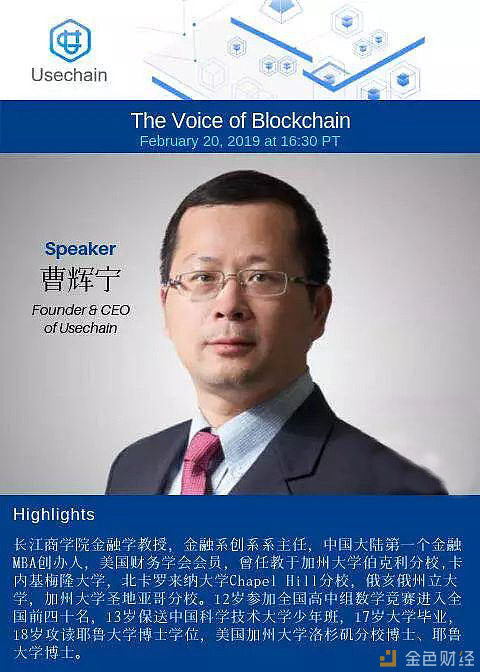 Usechain
The Voice of Blockchain
February 20, 2019 at 16:30 PT
Speaker
曹辉宁
Founder & CEO
of Usechain
Highlights
长江商学院金融学教授, 金融系创系系主任, 中国大陆第一个金融
MBA创办人, 美国财务学会会员, 曾任教于加州大学伯克利分校,卡
内基梅隆大学, 北卡罗来纳大学Chapel Hill分校, 俄亥俄州立大
学, 加州大学圣地亚哥分校。12岁参加全国高中组数学竞赛进入全
国前四十名, 13岁保送中国科学技术大学少年班, 17岁大学毕业,
18岁攻读耶鲁大学博士学位, 美国加州大学洛杉矶分校博士、耶鲁
大学博士。
金色财经